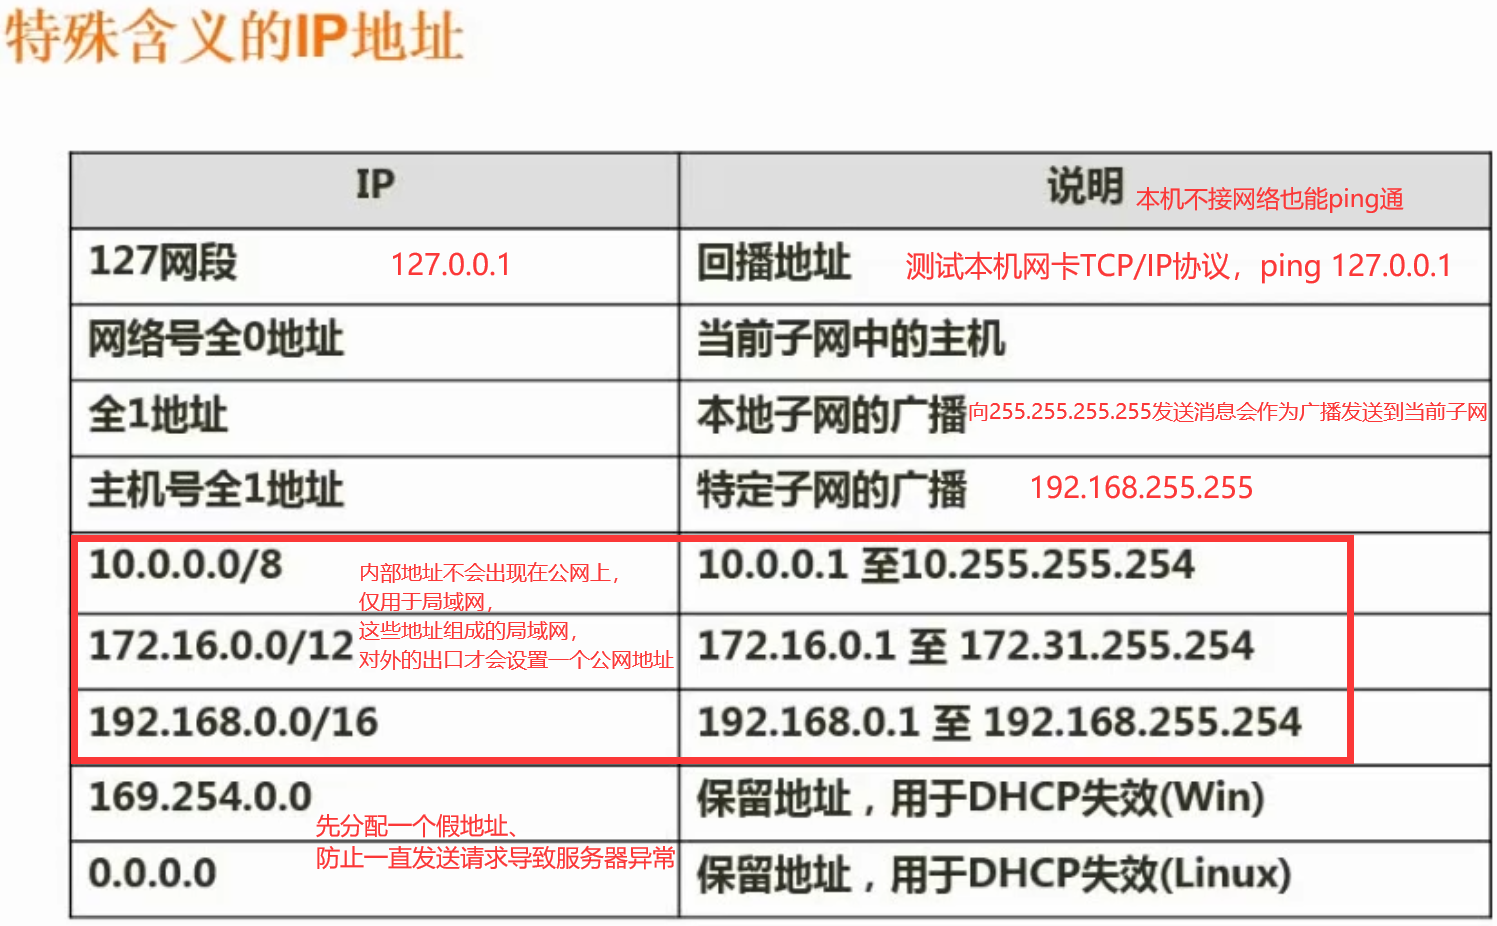 特殊含义的IP地址
IP
说明
本机不接网络也能ping通
127网段
127.0.0.1
回播地址
测试本机网卡TCP/IP协议，ping 127.0.0.1
网络号全0地址
当前子网中的主机
全1地址
本地子网的广播
向255.255.255.255发送消息会作为广播发送到当前子网
主机号全1地址
特定子网的广播
192.168.255.255
10.0.0.0/8
内部地址不会出现在公网上，
仅用于局域网，
这些地址组成的局域网，
对外的出口才会设置一个公网地址
10.0.0.1 至10.255.255.254
172.16.0.0/12
172.16.0.1 至 172.31.255.254
192.168.0.0/16
192.168.0.1 至 192.168.255.254
169.254.0.0
先分配一个假地址、
防止一直发送请求导致服务器异常
保留地址，用于DHCP失效(Win)
0.0.0.0
保留地址，用于DHCP失效(Linux)